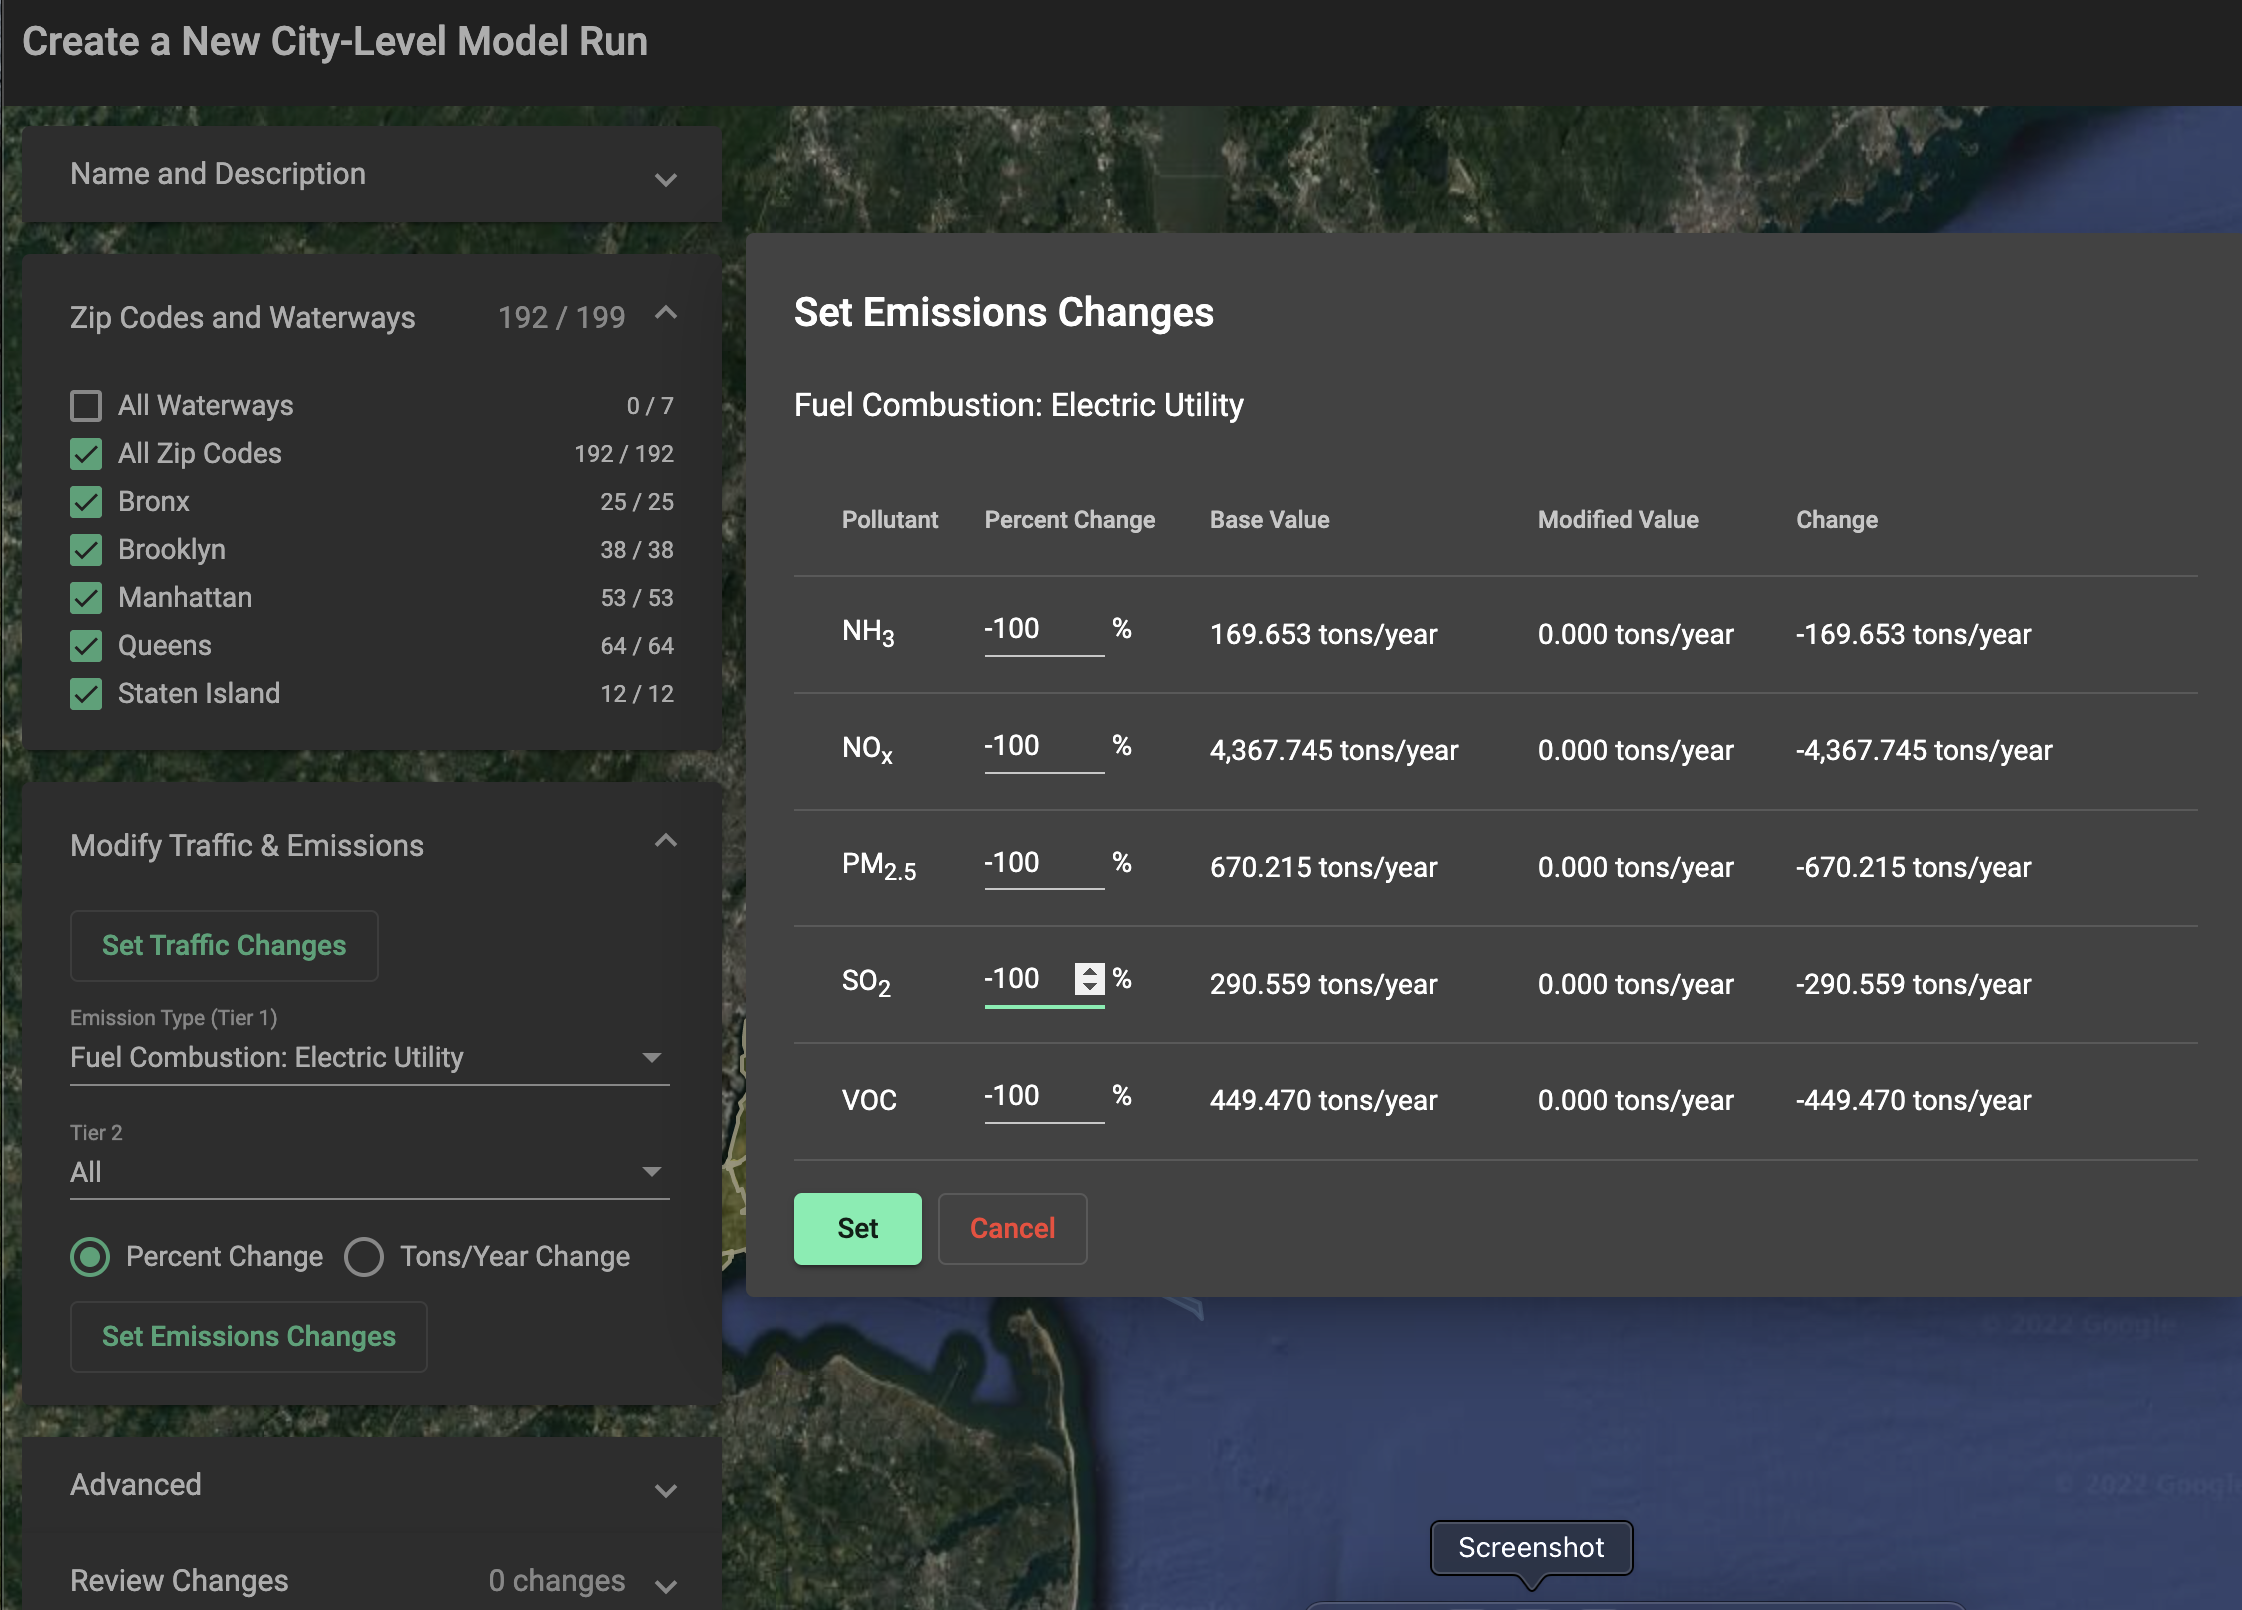 Create a New City-Level Model Run
Name and Description
Zip Codes and Waterways 192 / 199
All Waterways 0 / 7
All Zip Codes 192 / 192
Bronx 25 / 25
Brooklyn 38 / 38
Manhattan 53 / 53
Queens 64 / 64
Staten Island 12 / 12
Modify Traffic & Emissions
Set Traffic Changes
Emission Type (Tier 1)
Fuel Combustion: Electric Utility
Tier 2
All
Percent Change Tons/Year Change
Set Emissions Changes
Advanced
Review Changes 0 changes
Set Emissions Changes
Fuel Combustion: Electric Utility
Pollutant Percent Change Base Value Modified Value Change
NH3 -100 % 169.653 tons/year 0.000 tons/year -169.653 tons/year
NOx -100 % 4,367.745 tons/year 0.000 tons/year -4,367.745 tons/year
PM2.5 -100 % 670.215 tons/year 0.000 tons/year -670.215 tons/year
SO2 -100 % 290.559 tons/year 0.000 tons/year -290.559 tons/year
VOC -100 % 449.470 tons/year 0.000 tons/year -449.470 tons/year
Set Cancel
© 2022 Google
© 2022 Google
Screenshot